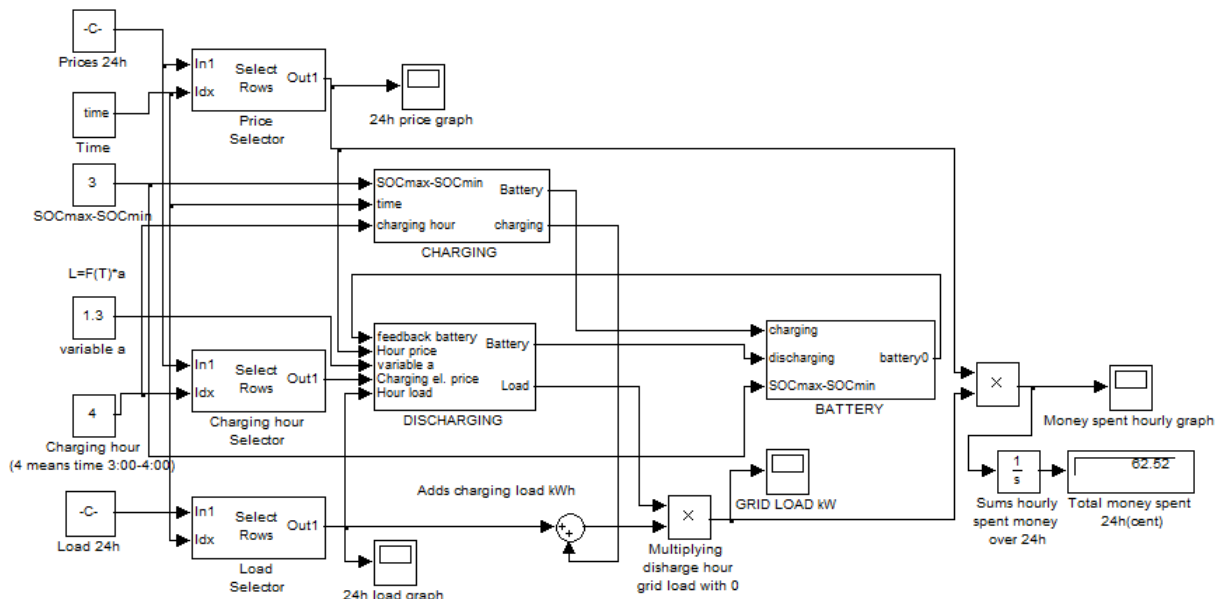 -C-
Prices 24h
In1
Idx
Select
Rows
Out1
Price
Selector
24h price graph
time
Time
3
SOCmax-SOCmin
SOCmax-SOCmin
time
charging hour
Battery
charging
CHARGING
L=F(T)*a
1.3
variable a
feedback battery
Hour price
variable a
Charging el. price
Hour load
Battery
Load
DISCHARGING
charging
discharging
SOCmax-SOCmin
battery0
BATTERY
In1
Idx
Select
Rows
Out1
Charging hour
Selector
4
Charging hour
(4 means time 3:00-4:00)
×
Money spent hourly graph
1
s
Sums hourly
spent money
over 24h
62.52
Total money spent
24h(cent)
-C-
Load 24h
In1
Idx
Select
Rows
Out1
Load
Selector
24h load graph
Adds charging load kWh
+
+
×
Multiplying
disharge hour
grid load with 0
GRID LOAD kW